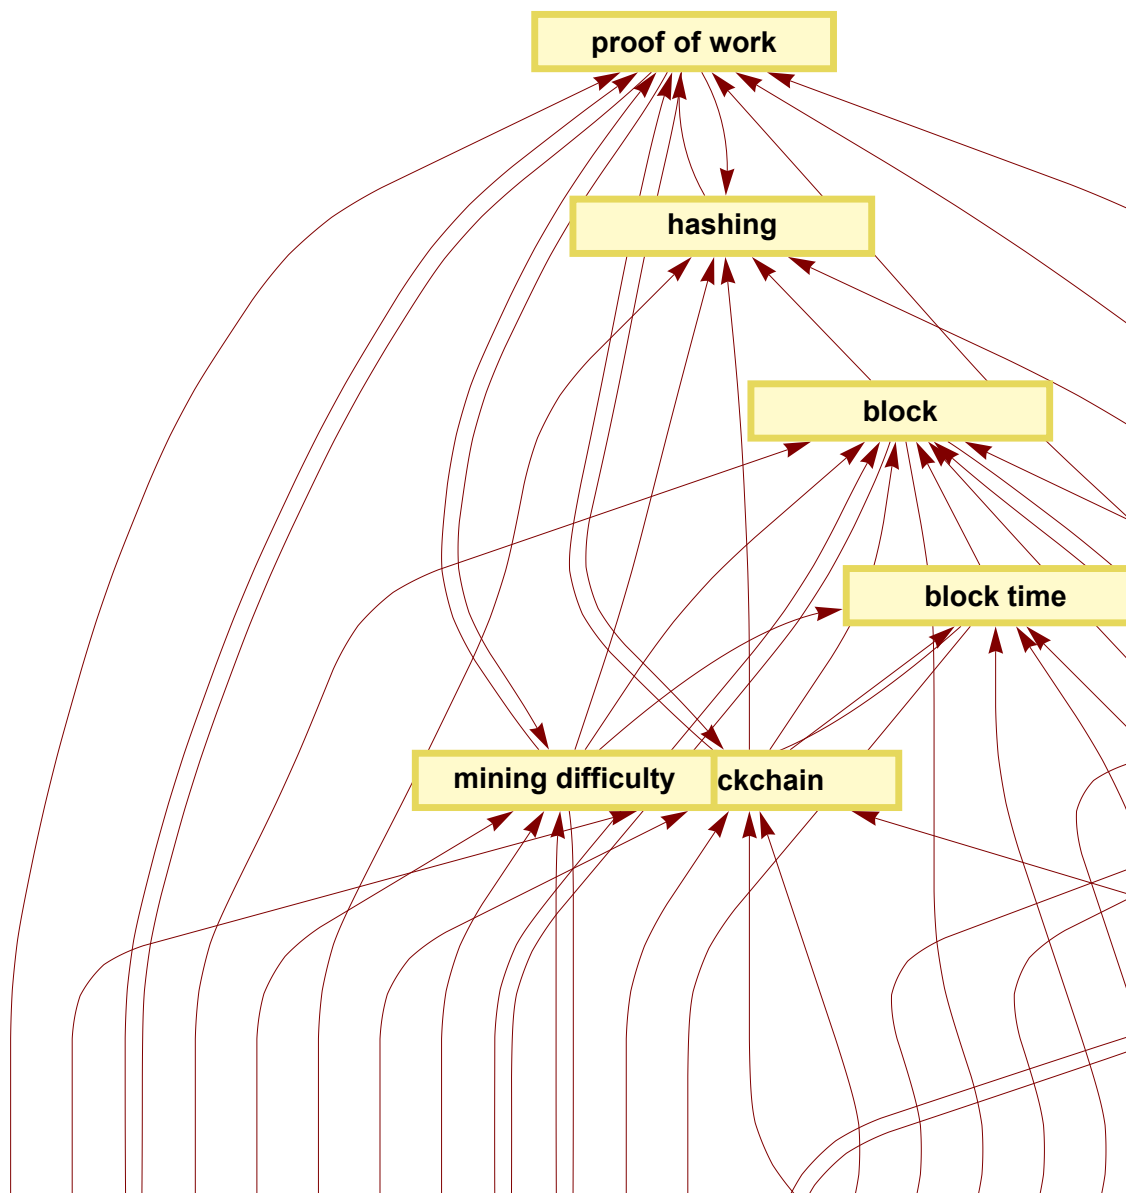 proof of work
hashing
block
block time
mining difficulty
ckchain